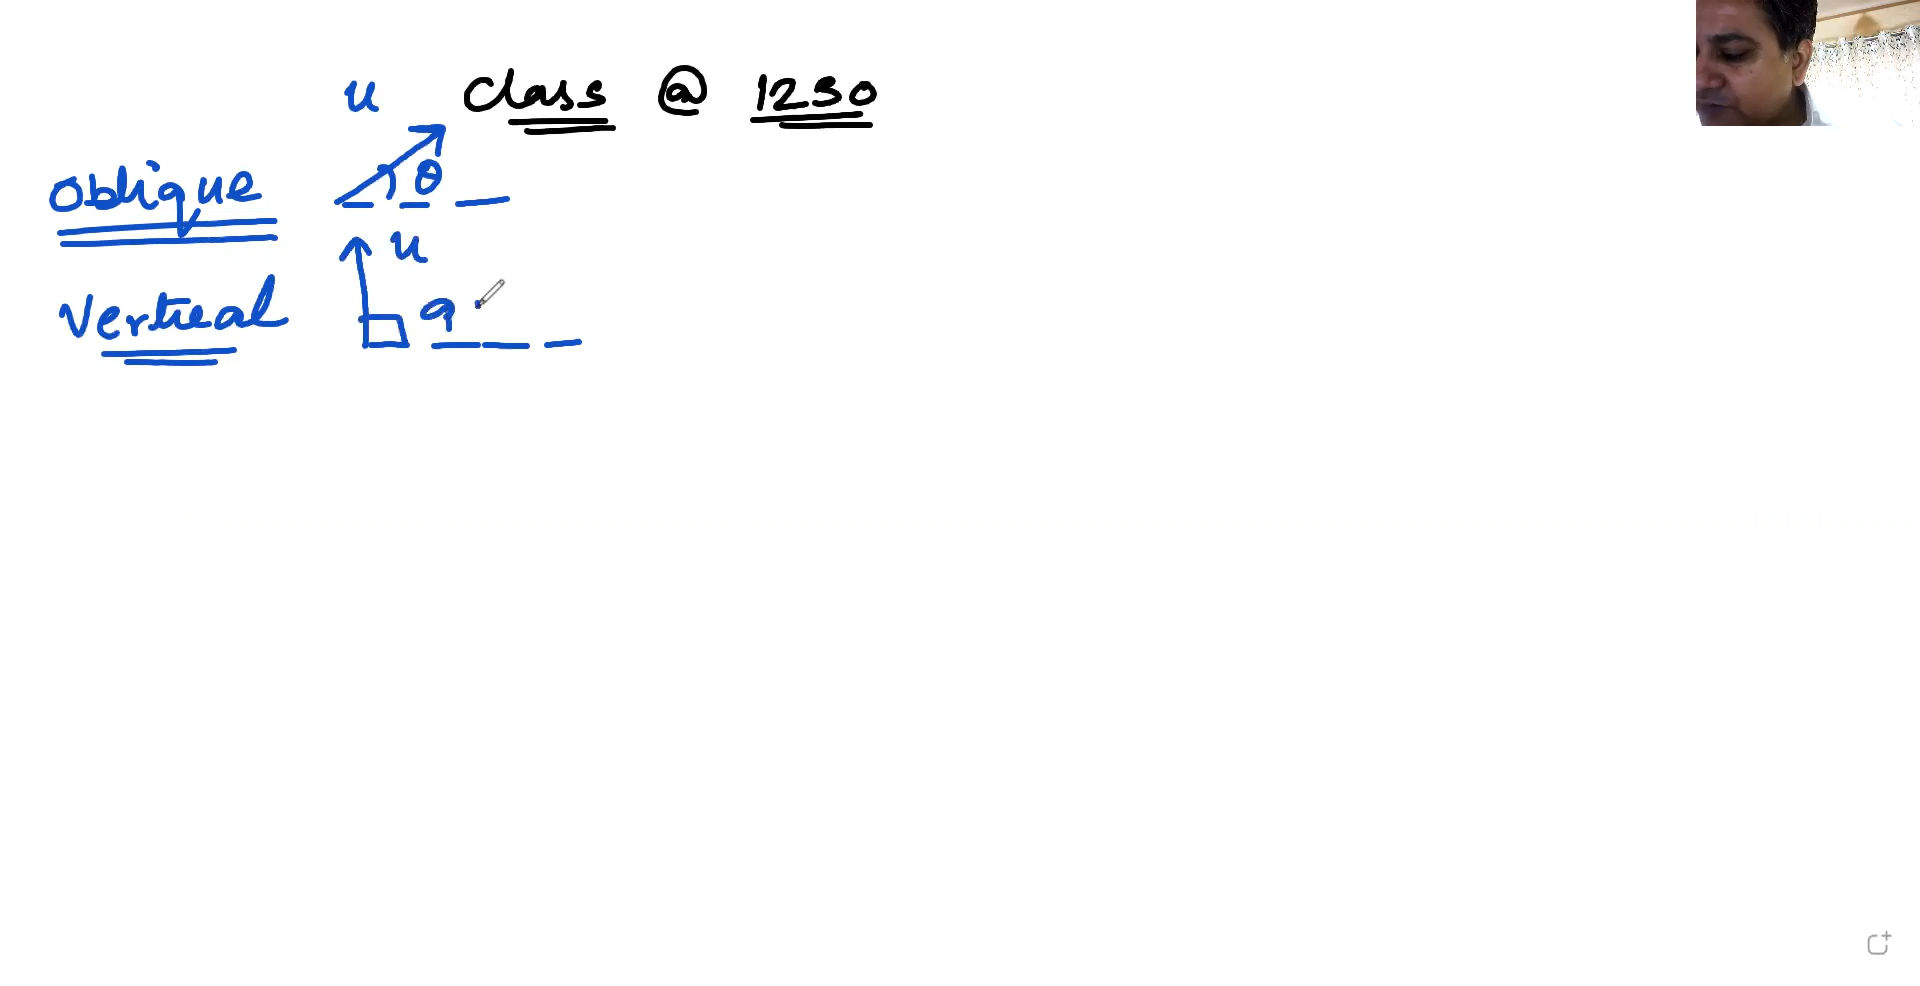 u Class @ 1230
Oblique θ
u
Vertical 9